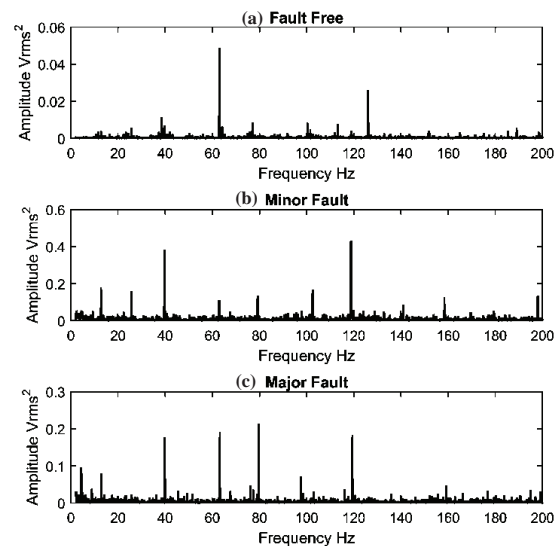 (a) Fault Free
Amplitude Vrms²
0.06
0.04
0.02
0
0 20 40 60 80 100 120 140 160 180 200
Frequency Hz
(b) Minor Fault
Amplitude Vrms²
0.6
0.4
0.2
0
0 20 40 60 80 100 120 140 160 180 200
Frequency Hz
(c) Major Fault
Amplitude Vrms²
0.3
0.2
0.1
0
0 20 40 60 80 100 120 140 160 180 200
Frequency Hz